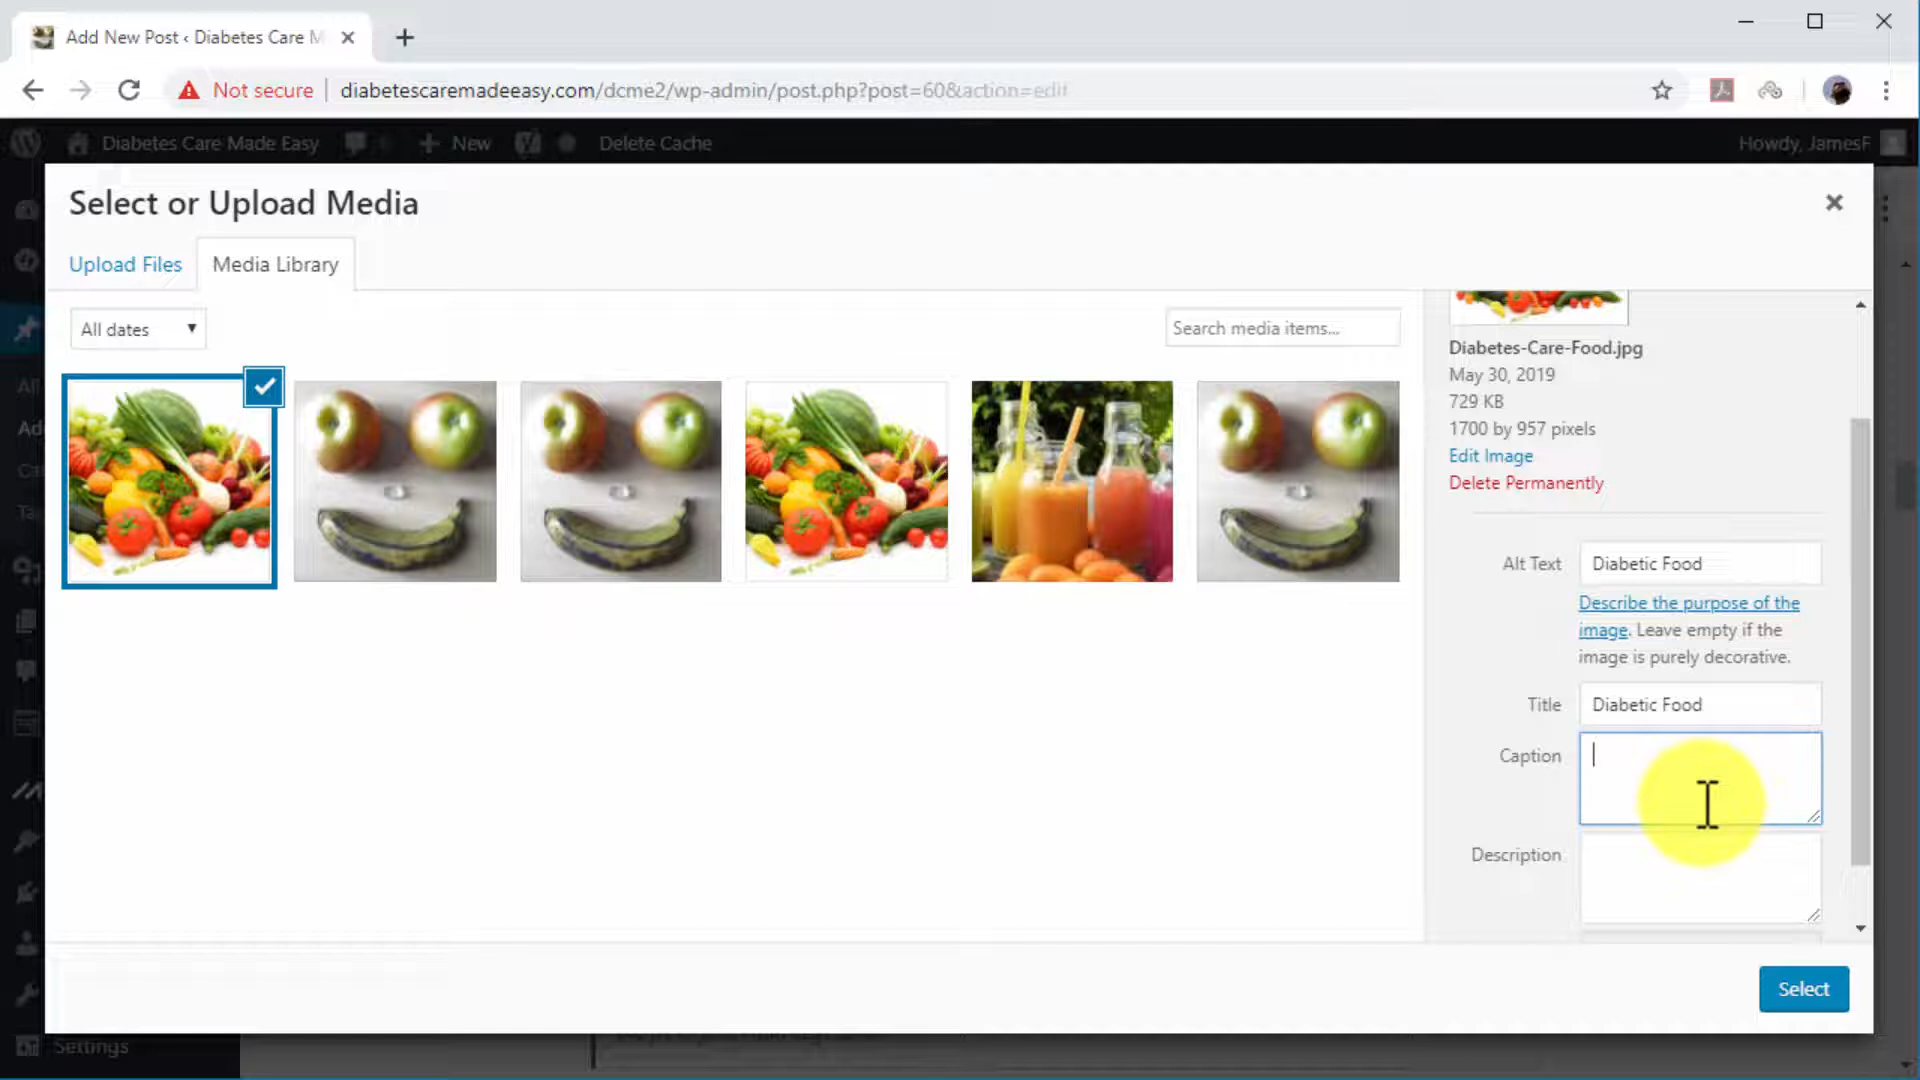 Add New Post ‹ Diabetes Care M
Not secure
diabetescaremadeeasy.com/dcme2/wp-admin/post.php?post=60&action=edit
Diabetes Care Made Easy
New
Delete Cache
Howdy, JamesF
Select or Upload Media
Upload Files
Media Library
All dates
Search media items...
Diabetes-Care-Food.jpg
May 30, 2019
729 KB
1700 by 957 pixels
Edit Image
Delete Permanently
Alt Text
Diabetic Food
Describe the purpose of the
image. Leave empty if the
image is purely decorative.
Title
Diabetic Food
Caption
Description
Select
All
Ad
Ca
Ta
Settings